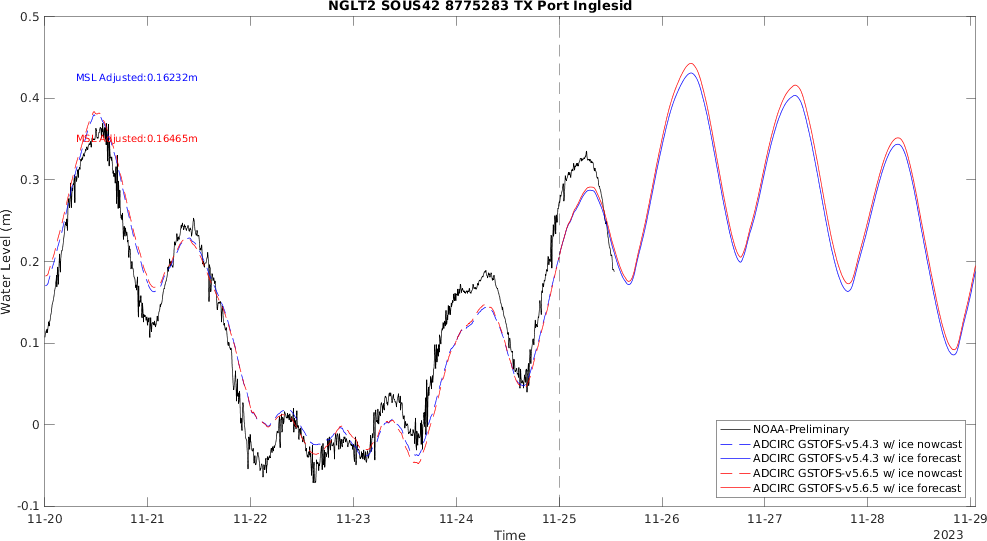 NGLT2 SOUS42 8775283 TX Port Inglesid
MSL Adjusted:0.16232m
MSL Adjusted:0.16465m
Water Level (m)
0.5
0.4
0.3
0.2
0.1
0
-0.1
11-20
11-21
11-22
11-23
11-24
11-25
11-26
11-27
11-28
11-29
Time
2023
NOAA-Preliminary
ADCIRC GSTOFS-v5.4.3 w/ ice nowcast
ADCIRC GSTOFS-v5.4.3 w/ ice forecast
ADCIRC GSTOFS-v5.6.5 w/ ice nowcast
ADCIRC GSTOFS-v5.6.5 w/ ice forecast